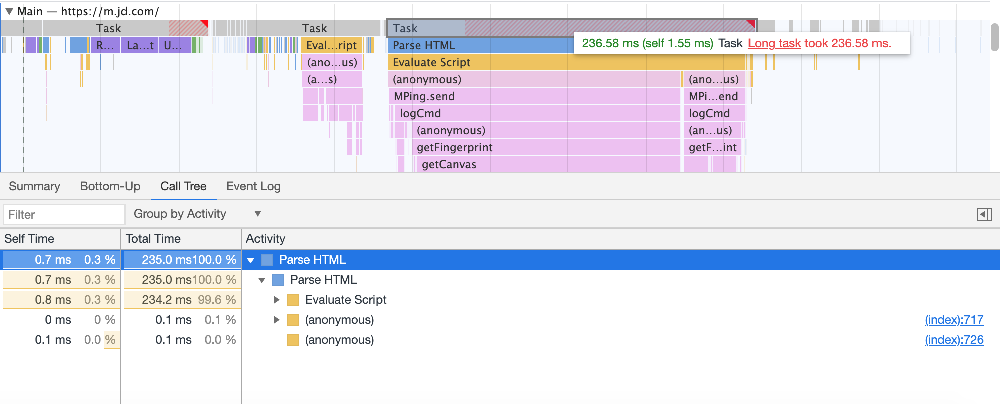 Main — https://m.jd.com/
Task Task Task
R... La...t U... Eval...ript Parse HTML
236.58 ms (self 1.55 ms) Task Long task took 236.58 ms.
(ano...us) Evaluate Script
(a...s) (anonymous) (ano...us)
MPing.send MPi...end
logCmd logCmd
(anonymous) (an...us)
getFingerprint getF...int
getCanvas
Summary Bottom-Up Call Tree Event Log
Filter Group by Activity
Self Time Total Time Activity
0.7 ms 0.3 % 235.0 ms 100.0 % Parse HTML
0.7 ms 0.3 % 235.0 ms 100.0 % Parse HTML
0.8 ms 0.3 % 234.2 ms 99.6 % Evaluate Script
0 ms 0 % 0.1 ms 0.1 % (anonymous) (index):717
0.1 ms 0.0 % 0.1 ms 0.0 % (anonymous) (index):726